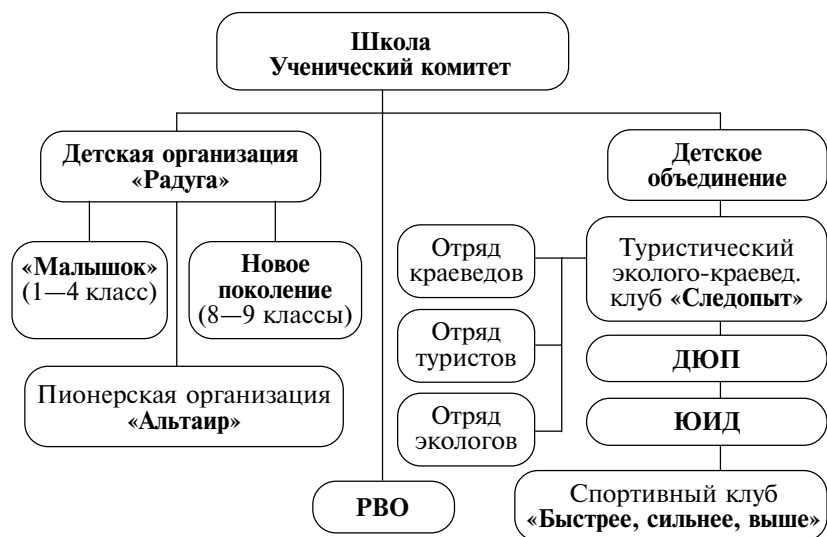 Школа
Ученический комитет
Детская организация
«Радуга»
Детское
объединение
«Малышок»
(1—4 класс)
Новое
поколение
(8—9 классы)
Отряд
краеведов
Туристический
эколого-краевед.
клуб «Следопыт»
Отряд
туристов
ДЮП
Пионерская организация
«Альтаир»
Отряд
экологов
ЮИД
РВО
Спортивный клуб
«Быстрее, сильнее, выше»